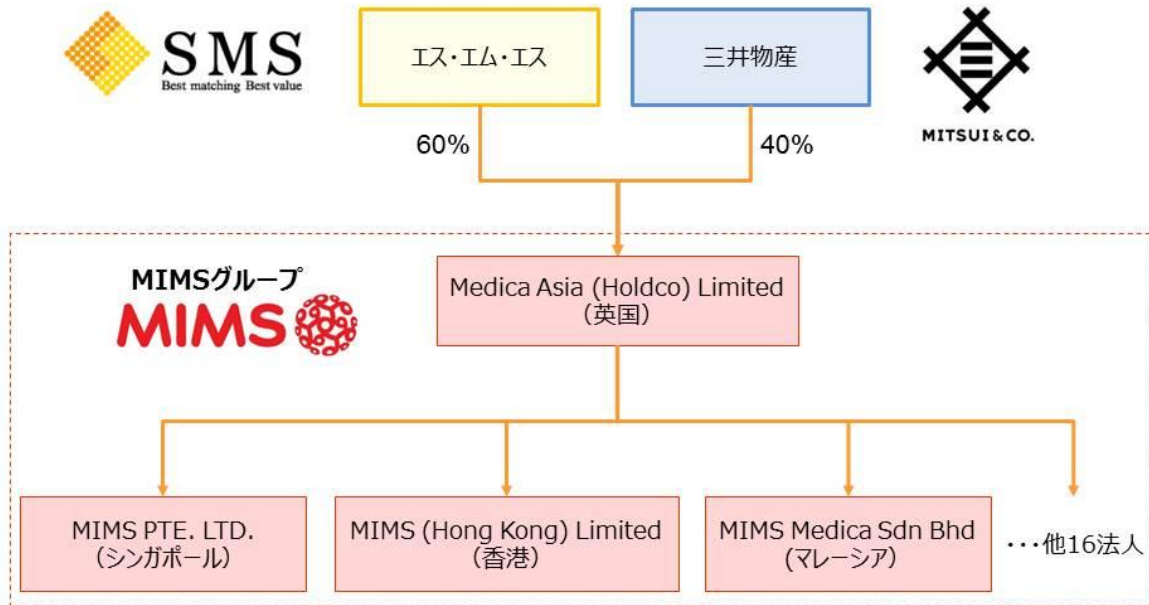 SMS
Best matching Best value
エス・エム・エス
三井物産
MITSUI & CO.
60%
40%
MIMSグループ
MIMS
Medica Asia (Holdco) Limited
（英国）
MIMS PTE. LTD.
（シンガポール）
MIMS (Hong Kong) Limited
（香港）
MIMS Medica Sdn Bhd
(マレーシア）
・・・他16法人